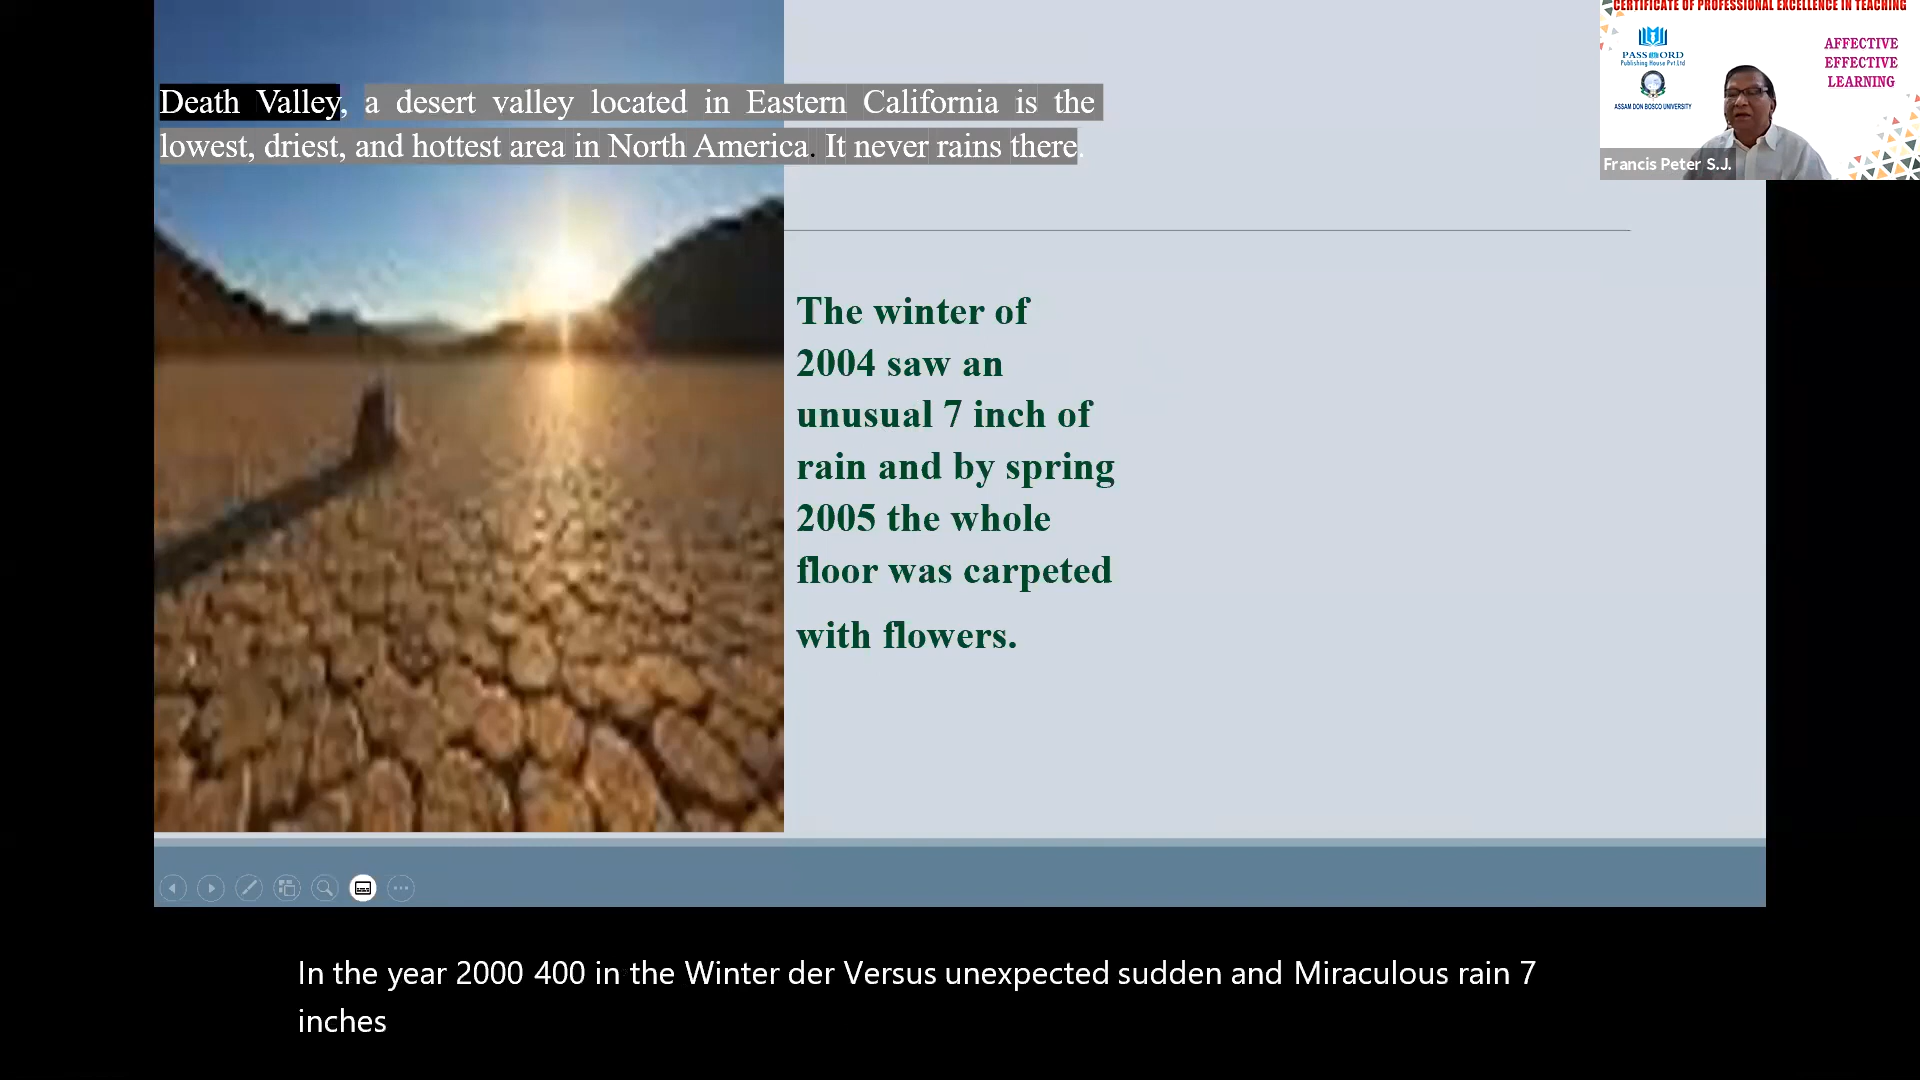 CERTIFICATE OF PROFESSIONAL EXCELLENCE IN TEACHING
PASSWORD
Publishing House Pvt Ltd
ASSAM DON BOSCO UNIVERSITY
AFFECTIVE
EFFECTIVE
LEARNING
Francis Peter S.J.
Death Valley, a desert valley located in Eastern California is the
lowest, driest, and hottest area in North America. It never rains there.
The winter of
2004 saw an
unusual 7 inch of
rain and by spring
2005 the whole
floor was carpeted
with flowers.
In the year 2000 400 in the Winter der Versus unexpected sudden and Miraculous rain 7
inches